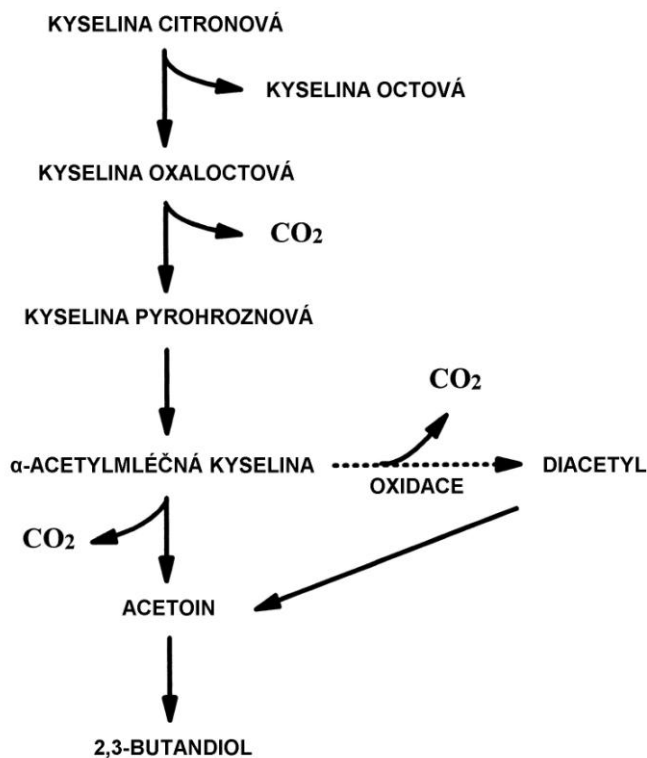 KYSELINA CITRONOVÁ
KYSELINA OCTOVÁ
KYSELINA OXALOCTOVÁ
CO₂
KYSELINA PYROHROZNOVÁ
CO₂
α-ACETYLMLÉČNÁ KYSELINA
OXIDACE
DIACETYL
CO₂
ACETOIN
2,3-BUTANDIOL